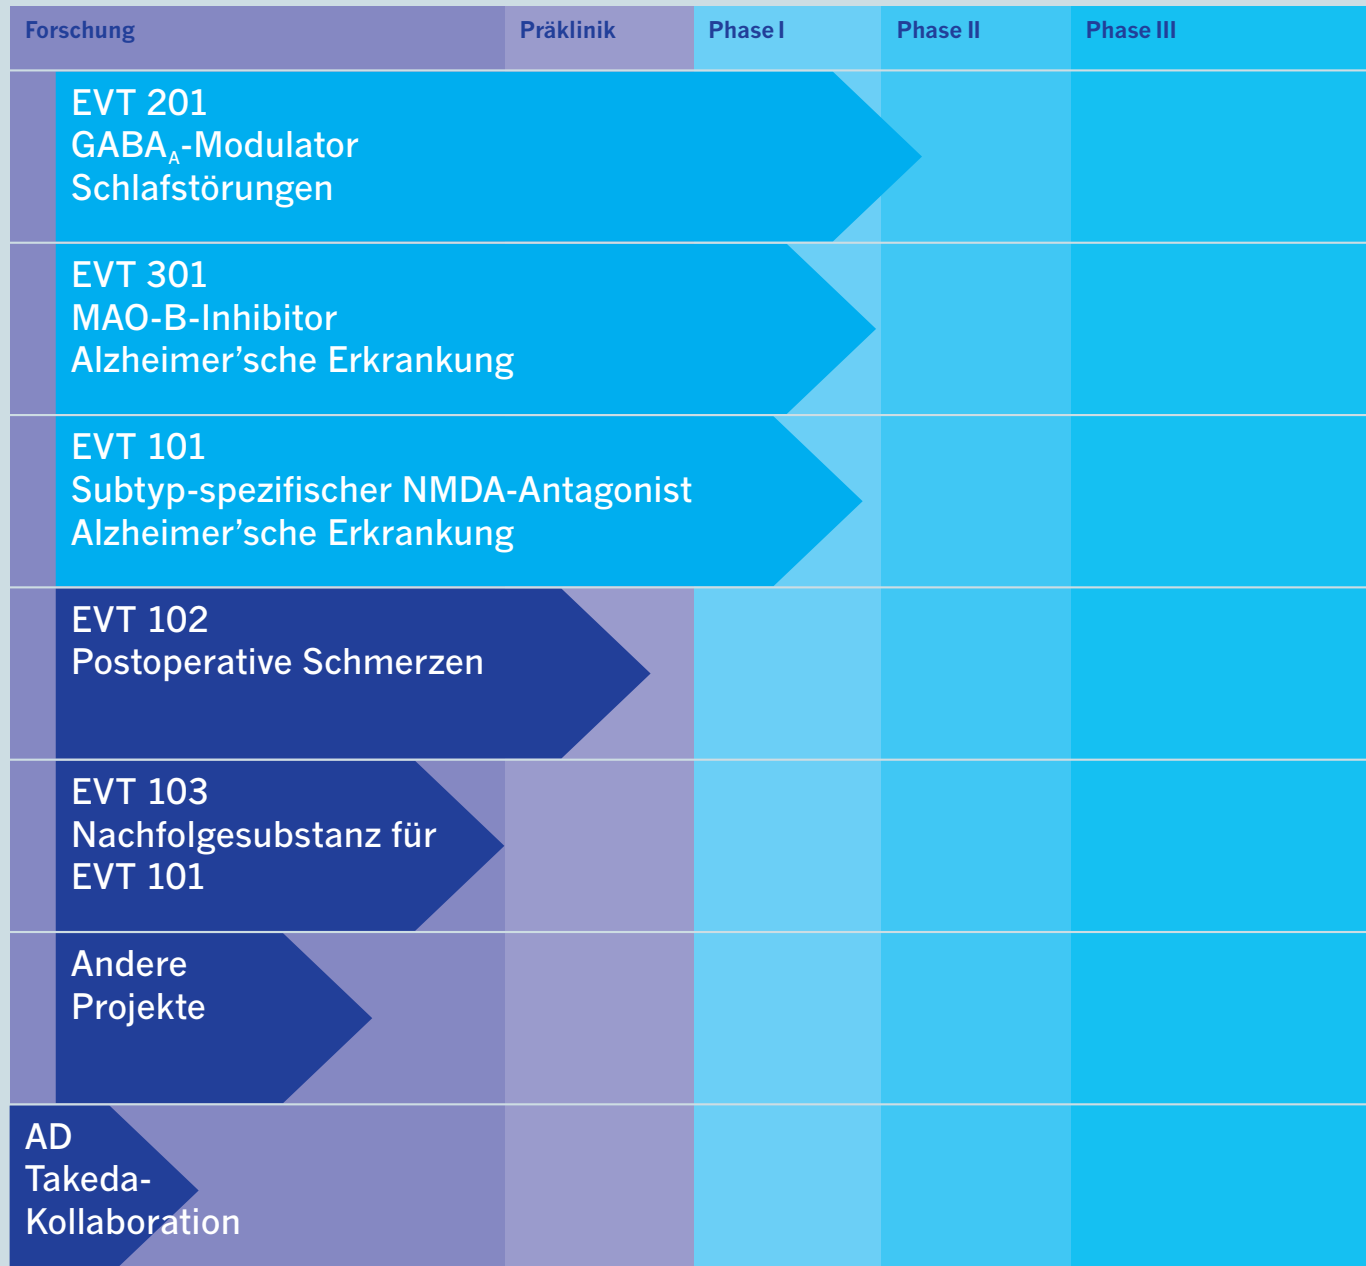 Forschung Präklinik Phase I Phase II Phase III
EVT 201
GABA_A-Modulator
Schlafstörungen
EVT 301
MAO-B-Inhibitor
Alzheimer’sche Erkrankung
EVT 101
Subtyp-spezifischer NMDA-Antagonist
Alzheimer’sche Erkrankung
EVT 102
Postoperative Schmerzen
EVT 103
Nachfolgesubstanz für
EVT 101
Andere
Projekte
AD
Takeda-
Kollaboration